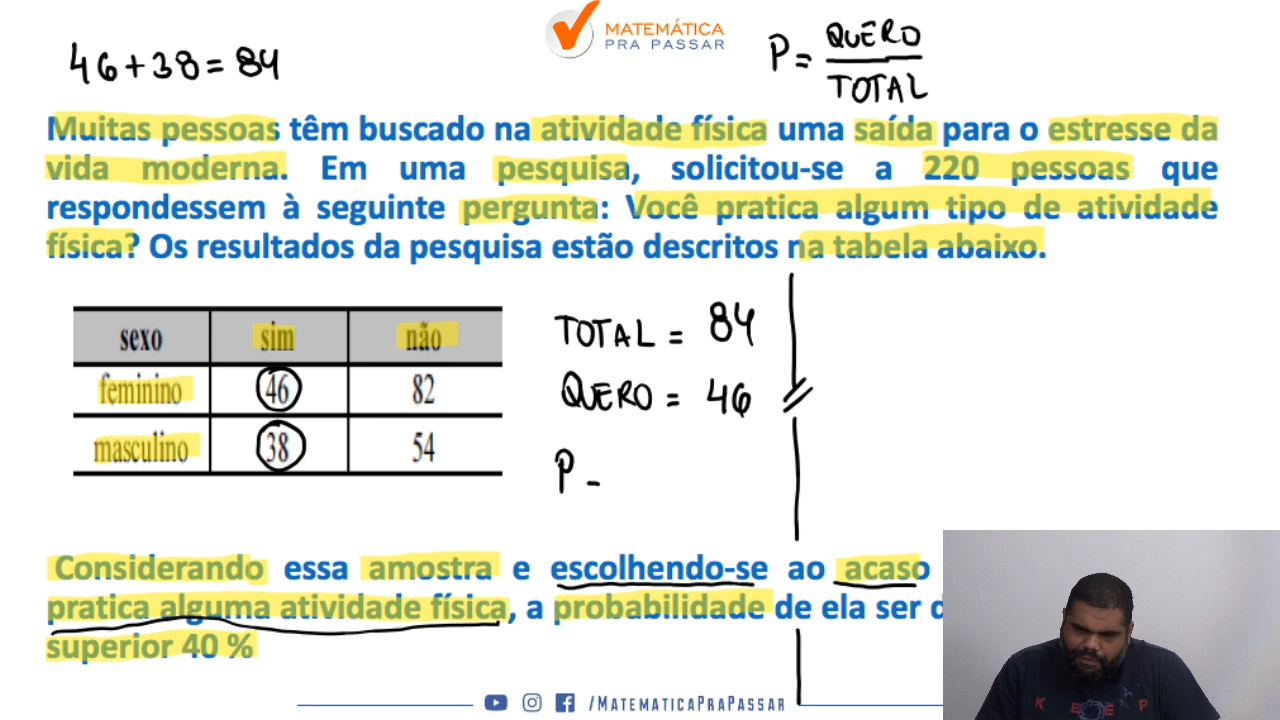 MATEMÁTICA
PRA PASSAR
46+38=84
P= QUERO
TOTAL
Muitas pessoas têm buscado na atividade física uma saída para o estresse da
vida moderna. Em uma pesquisa, solicitou-se a 220 pessoas que
respondessem à seguinte pergunta: Você pratica algum tipo de atividade
física? Os resultados da pesquisa estão descritos na tabela abaixo.
sexo sim não
feminino 46 82
masculino 38 54
TOTAL = 84
QUERO = 46
P -
Considerando essa amostra e escolhendo-se ao acaso
pratica alguma atividade física, a probabilidade de ela ser
superior 40 %
/MatematicaPraPassar
K E E P